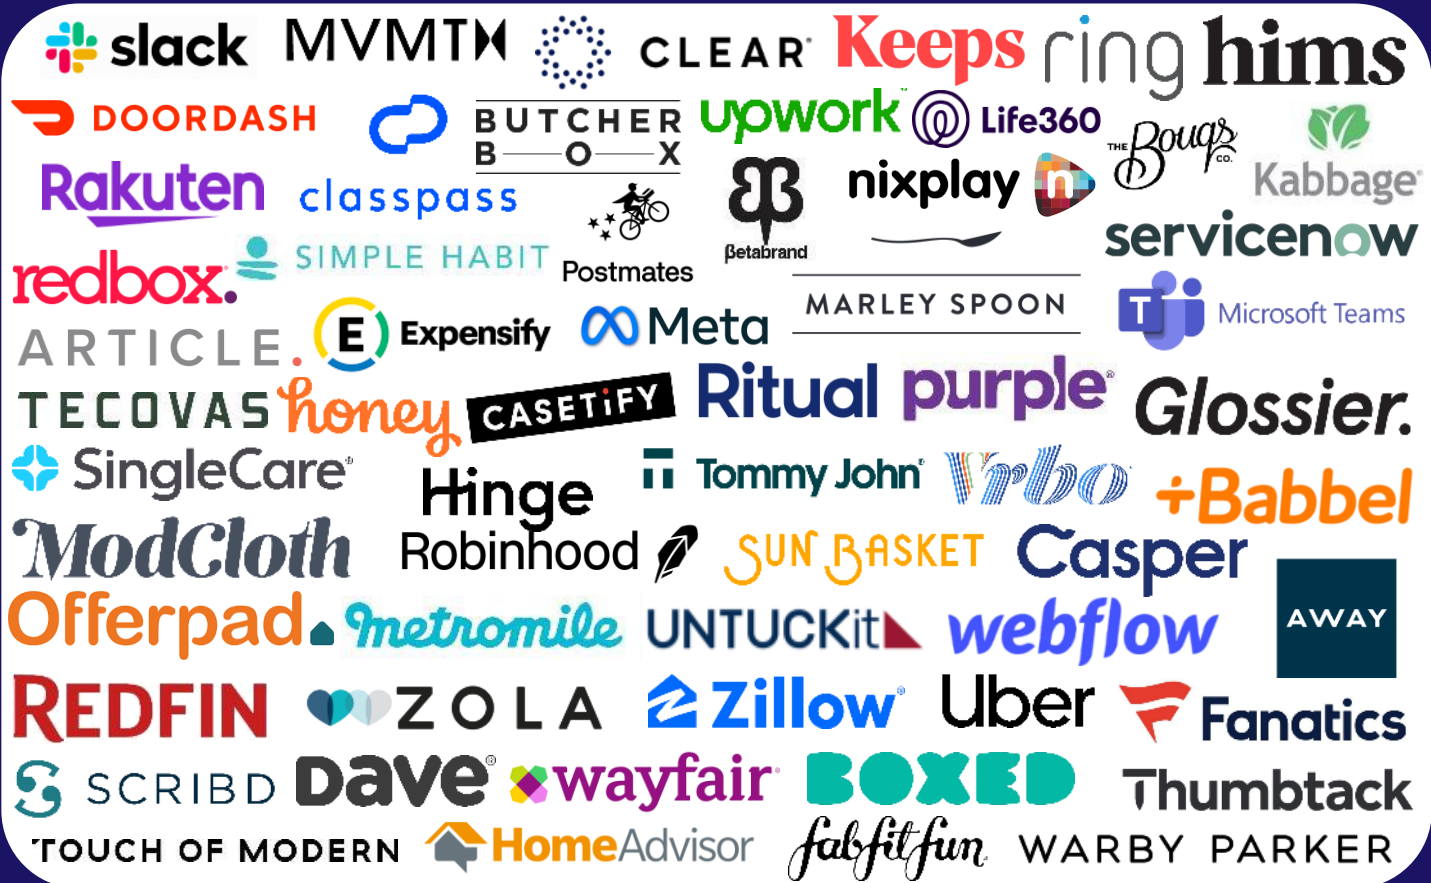 slack
MVMT
CLEAR
Keeps
ring
hims
DOORDASH
BUTCHER
BOX
upwork
Life360
THE
Bouqs
CO.
Kabbage
Rakuten
classpass
Postmates
βetabrand
nixplay
n
servicenow
redbox.
SIMPLE HABIT
MARLEY SPOON
T
Microsoft Teams
ARTICLE.
E
Expensify
Meta
TECOVAS
honey
CASETiFY
Ritual
purple
Glossier.
SingleCare
Hinge
Tommy John
Vrbo
+Babbel
ModCloth
Robinhood
SUN BASKET
Casper
AWAY
Offerpad
metromile
UNTUCKit
webflow
REDFIN
ZOLA
Zillow
Uber
Fanatics
SCRIBD
Dave
wayfair
BOXED
Thumbtack
TOUCH OF MODERN
HomeAdvisor
fabfitfun
WARBY PARKER